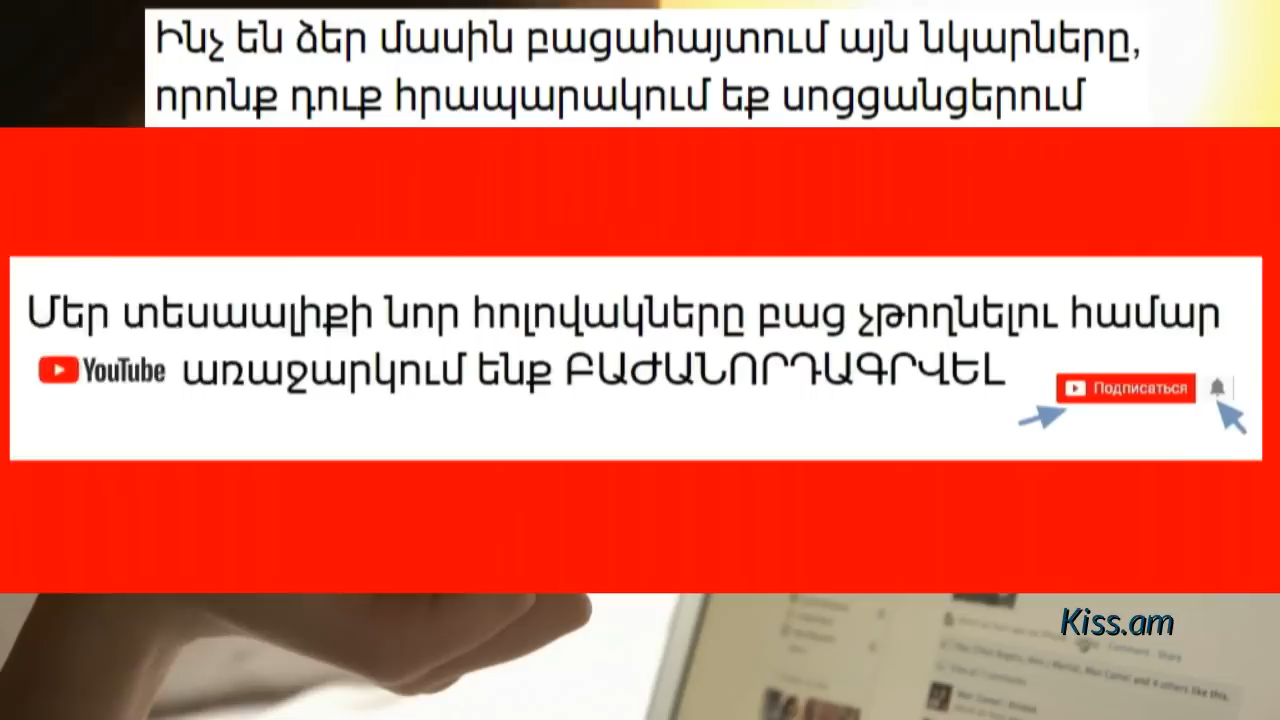 Ինչ են ձեր մասին բացահայտում այն նկարները,
որոնք դուք հրապարակում եք սոցցանցերում
Մեր տեսաալիքի նոր հոլովակները բաց չթողնելու համար
YouTube առաջարկում ենք ԲԱԺԱՆՈՐԴԱԳՐՎԵԼ
Подписаться
Kiss.am